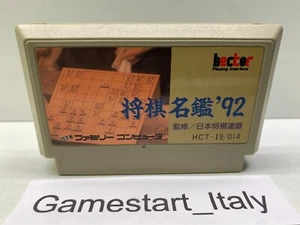 hector
Playing interface
将棋名鑑'92
監修/日本将棋連盟
ファミリー コンピュータ
HCT-I9/014
Gamestart_Italy